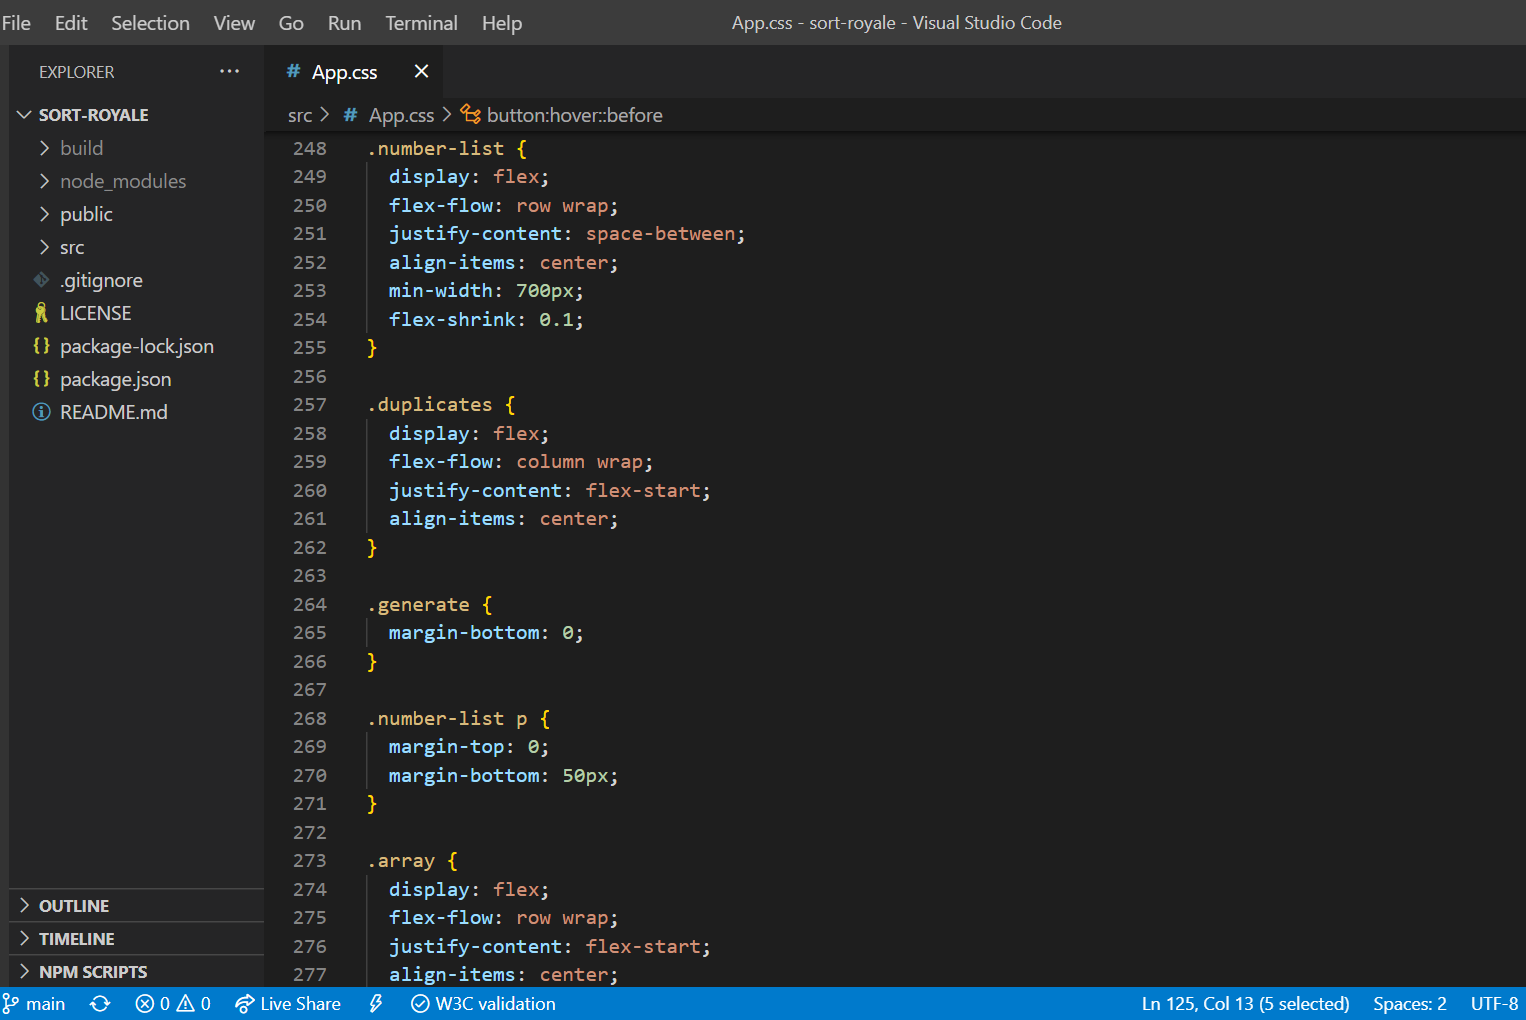 File Edit Selection View Go Run Terminal Help App.css - sort-royale - Visual Studio Code
EXPLORER ···
SORT-ROYALE
build
node_modules
public
src
.gitignore
LICENSE
{} package-lock.json
{} package.json
README.md
OUTLINE
TIMELINE
NPM SCRIPTS
# App.css
src > # App.css > button:hover::before
248 .number-list {
249 display: flex;
250 flex-flow: row wrap;
251 justify-content: space-between;
252 align-items: center;
253 min-width: 700px;
254 flex-shrink: 0.1;
255 }
256
257 .duplicates {
258 display: flex;
259 flex-flow: column wrap;
260 justify-content: flex-start;
261 align-items: center;
262 }
263
264 .generate {
265 margin-bottom: 0;
266 }
267
268 .number-list p {
269 margin-top: 0;
270 margin-bottom: 50px;
271 }
272
273 .array {
274 display: flex;
275 flex-flow: row wrap;
276 justify-content: flex-start;
277 align-items: center;
main 0 0 Live Share W3C validation Ln 125, Col 13 (5 selected) Spaces: 2 UTF-8